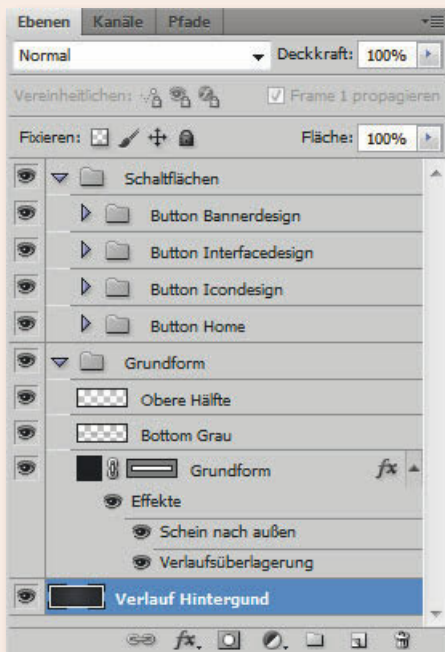 Ebenen Kanäle Pfade
Normal Deckkraft: 100%
Vereinheitlichen: Frame 1 propagieren
Fixieren: Fläche: 100%
Schaltflächen
Button Bannerdesign
Button Interfacedesign
Button Icondesign
Button Home
Grundform
Obere Hälfte
Bottom Grau
Grundform fx
Effekte
Schein nach außen
Verlaufsüberlagerung
Verlauf Hintergund
fx.